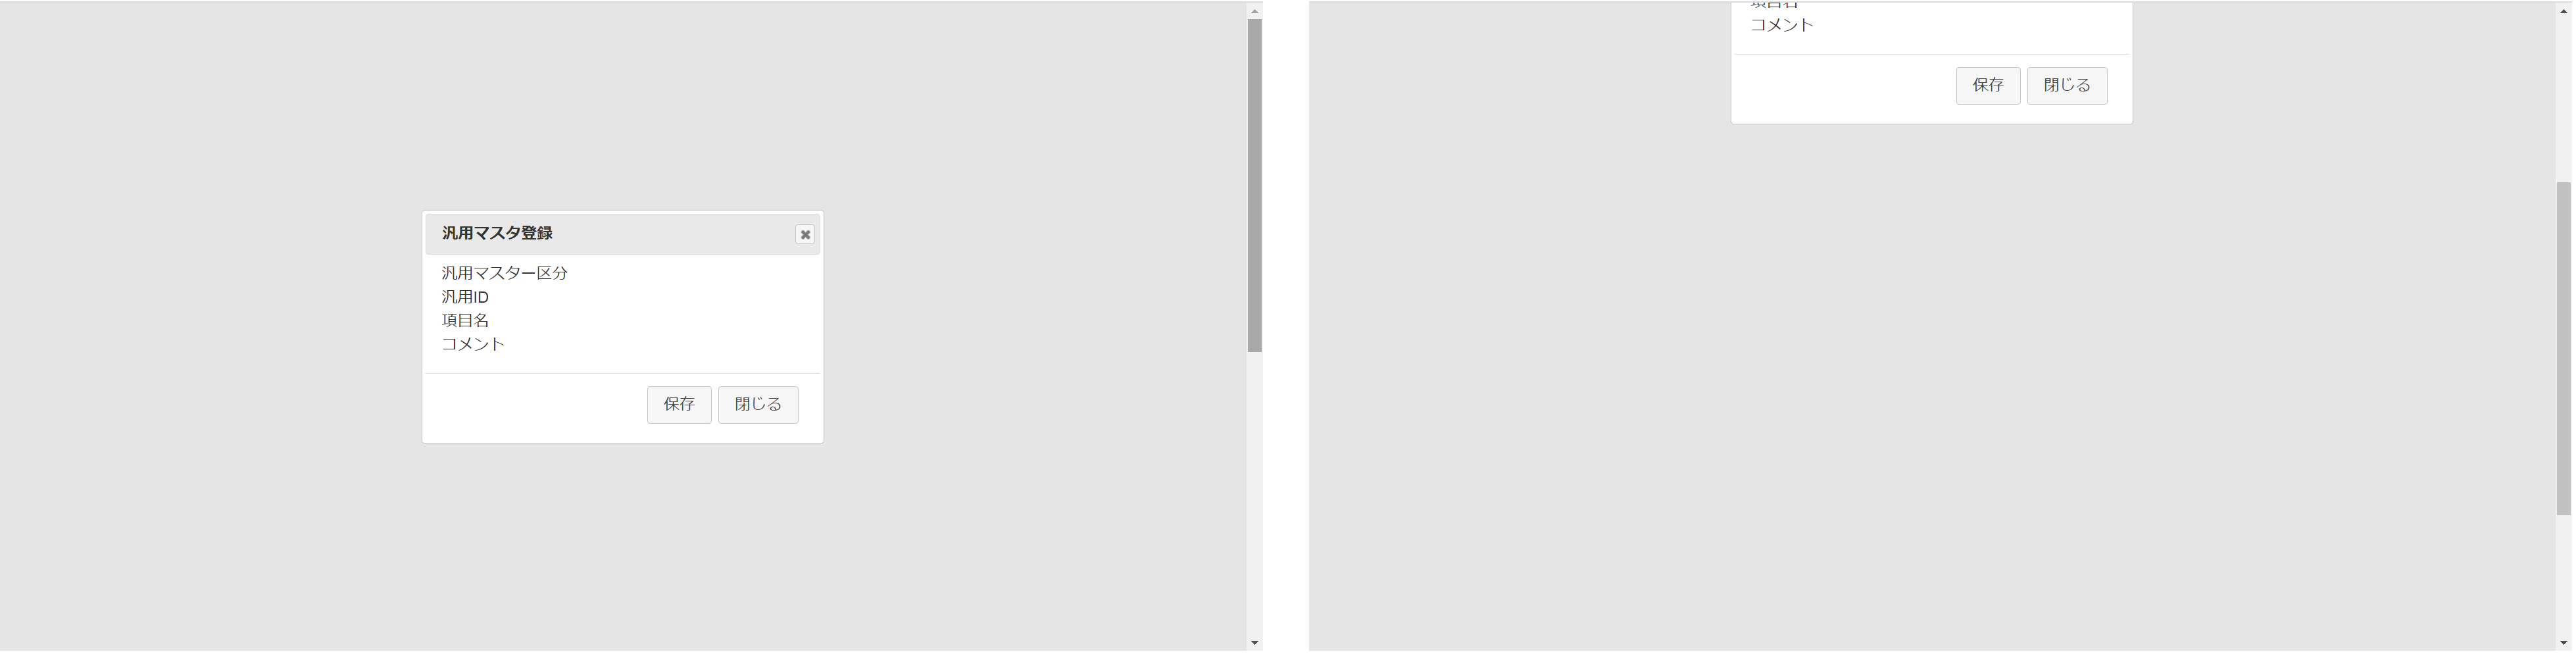 汎用マスタ登録
汎用マスター区分
汎用ID
項目名
コメント
保存 閉じる
コメント
保存 閉じる